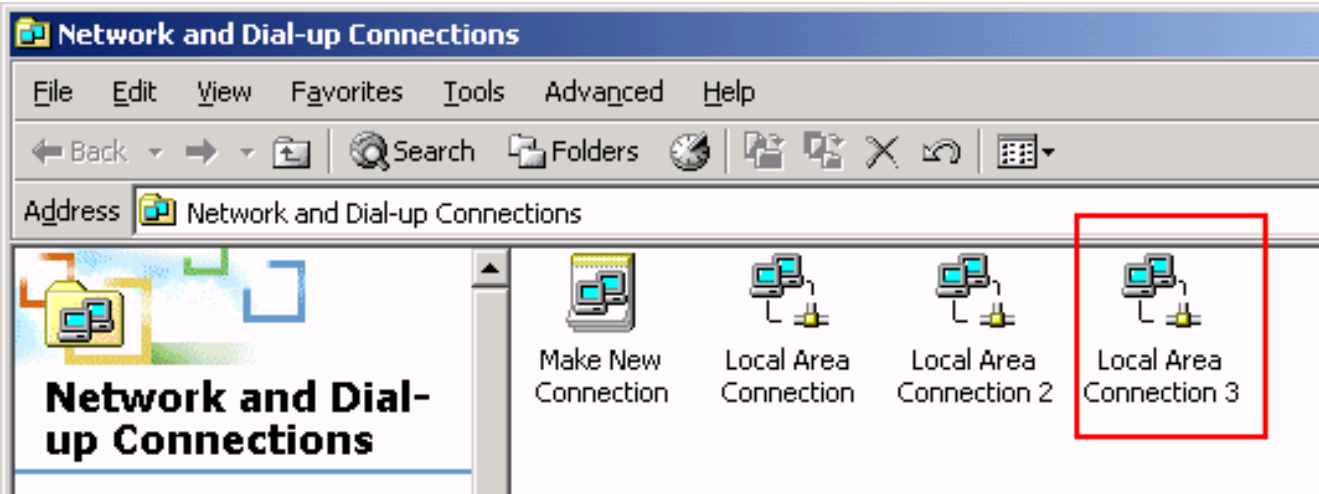 Network and Dial-up Connections
File Edit View Favorites Tools Advanced Help
Back Search Folders
Address Network and Dial-up Connections
Make New
Connection
Local Area
Connection
Local Area
Connection 2
Local Area
Connection 3
Network and Dial-
up Connections